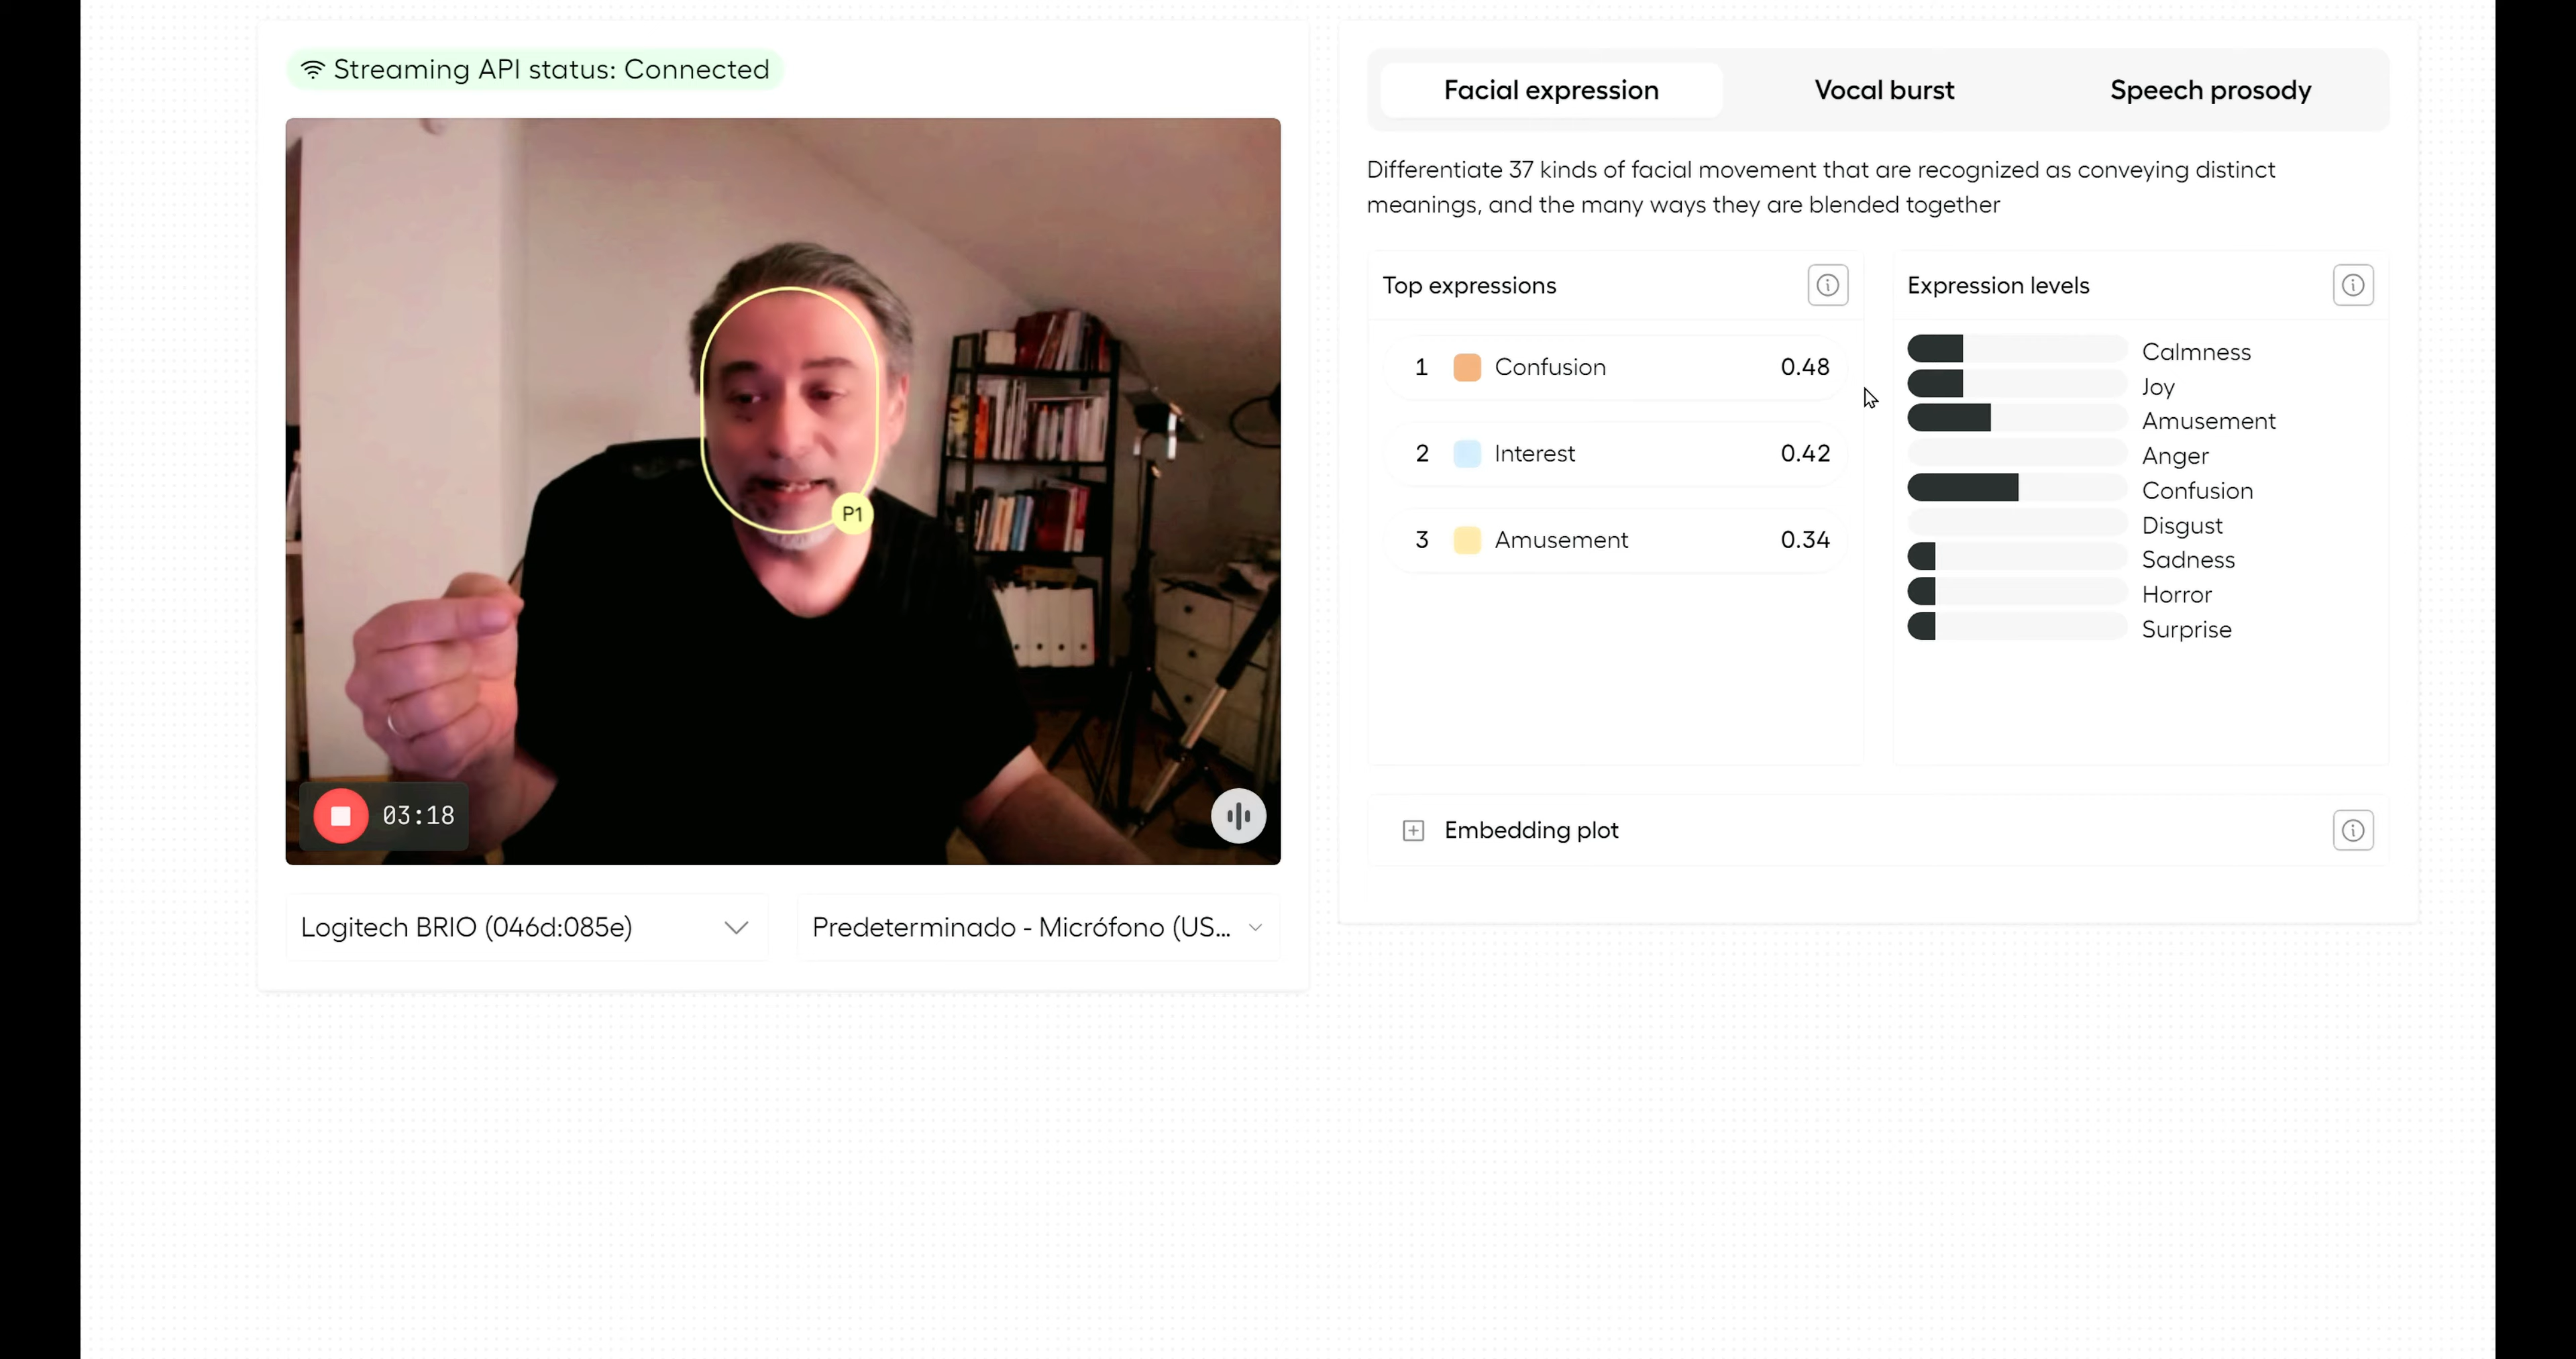 Streaming API status: Connected
Facial expression
Vocal burst
Speech prosody
Differentiate 37 kinds of facial movement that are recognized as conveying distinct
meanings, and the many ways they are blended together
Top expressions
1 Confusion 0.48
2 Interest 0.42
3 Amusement 0.34
Expression levels
Calmness
Joy
Amusement
Anger
Confusion
Disgust
Sadness
Horror
Surprise
P1
03:18
Embedding plot
Logitech BRIO (046d:085e)
Predeterminado - Micrófono (US...